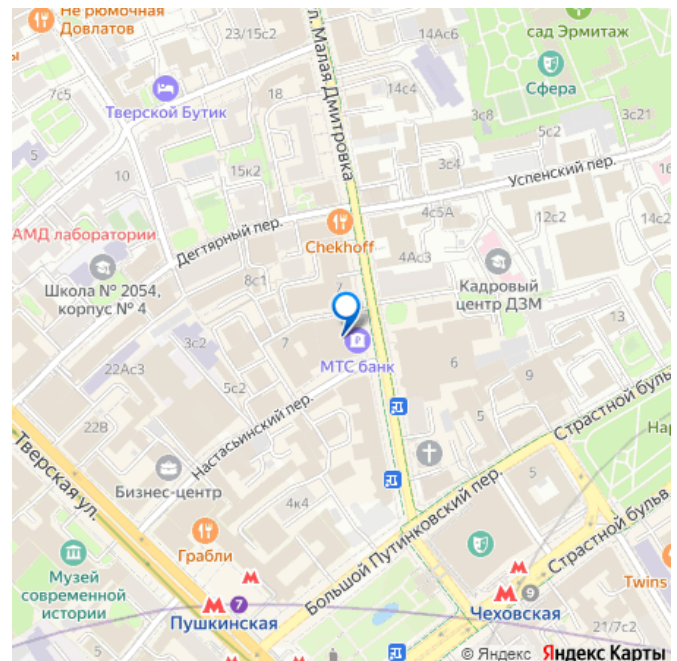 Не рюмочная
Довлатов
23/15с2
14Ас6
сад Эрмитаж
Сфера
ы
7с5
Тверской Бутик
18
14с4
3с8
3с21
5с2
ул. Малая Дмитровка
5
10
15к2
3с4
Успенский пер.
16
4с5А
12с2
14с2
АМД лаборатории
Дегтярный пер.
Chekhoff
4Ас3
Школа № 2054,
корпус № 4
8с1
7
Кадровый
центр ДЗМ
13
3с2
7
МТС банк
6
22Ас3
5с2
9
5
Страстной буль
22В
Настасьинский пер.
Нар
Тверская ул.
Бизнес-центр
5
4к4
Большой Путинковский пер.
Страстной бульв
Грабли
Музей
современной
истории
Twins
7
9
Пушкинская
Чеховская
5
21/7с2
© Яндекс Яндекс Карты